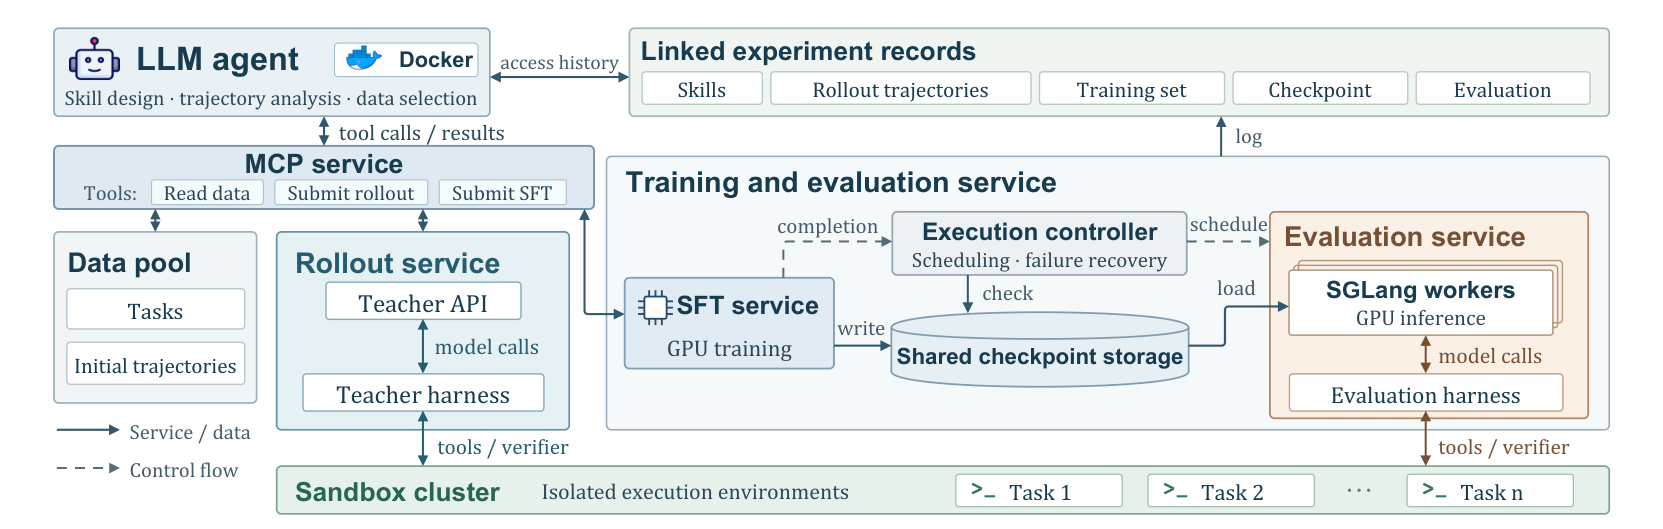 LLM agent
Docker
Skill design · trajectory analysis · data selection
access history
Linked experiment records
Skills
Rollout trajectories
Training set
Checkpoint
Evaluation
tool calls / results
log
MCP service
Tools:
Read data
Submit rollout
Submit SFT
Data pool
Tasks
Initial trajectories
Rollout service
Teacher API
model calls
Teacher harness
tools / verifier
Training and evaluation service
completion
Execution controller
Scheduling · failure recovery
schedule
check
SFT service
GPU training
write
Shared checkpoint storage
load
Evaluation service
SGLang workers
GPU inference
model calls
Evaluation harness
tools / verifier
Service / data
Control flow
Sandbox cluster
Isolated execution environments
>_ Task 1
>_ Task 2
···
>_ Task n